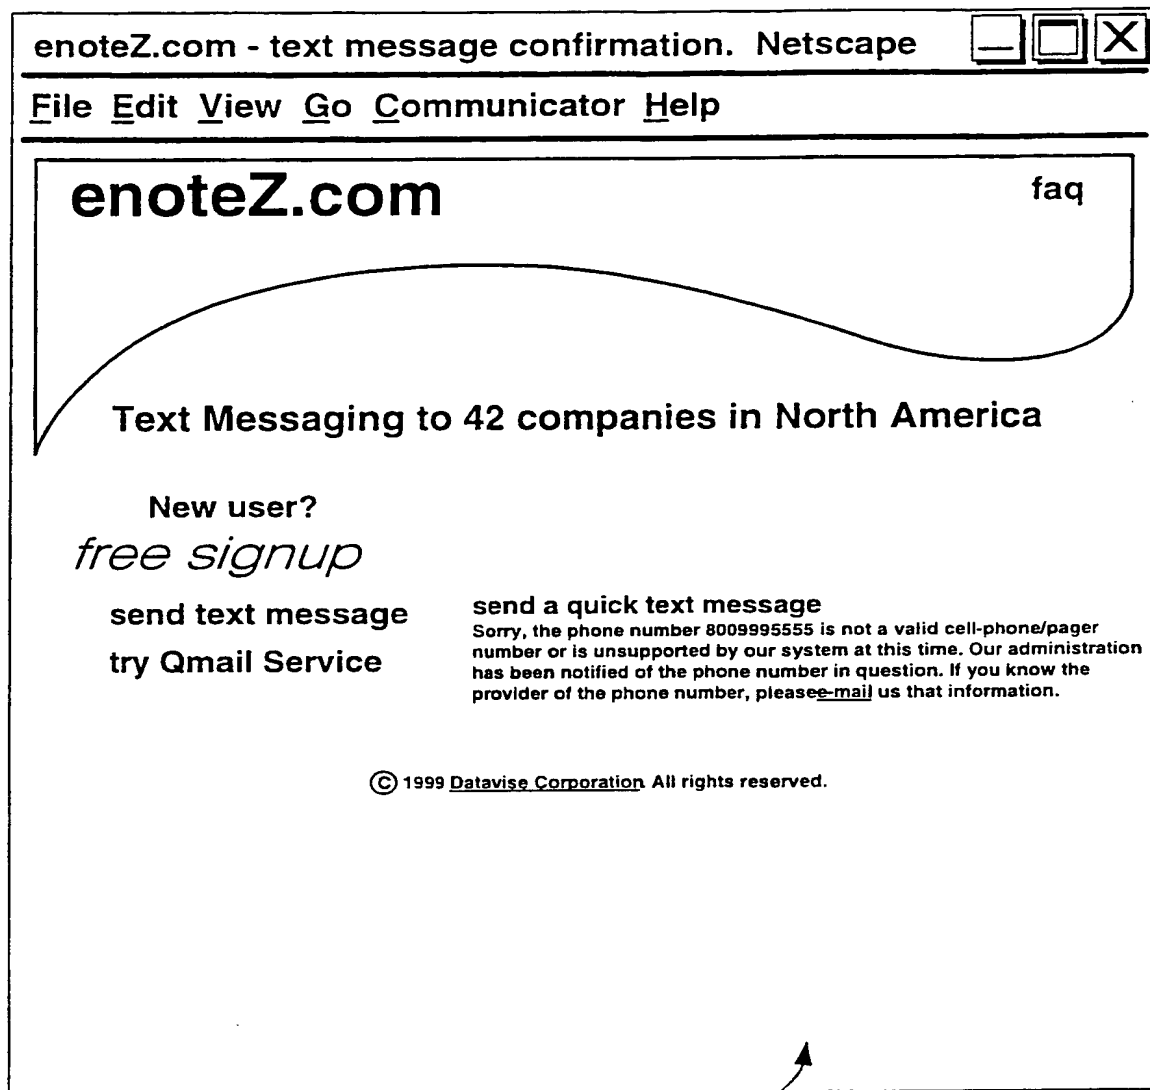 enoteZ.com - text message confirmation. Netscape
File Edit View Go Communicator Help
enoteZ.com
faq
Text Messaging to 42 companies in North America
New user?
free signup
send text message
try Qmail Service
send a quick text message
Sorry, the phone number 8009995555 is not a valid cell-phone/pager
number or is unsupported by our system at this time. Our administration
has been notified of the phone number in question. If you know the
provider of the phone number, pleasee-mail us that information.
© 1999 Datavise Corporation. All rights reserved.